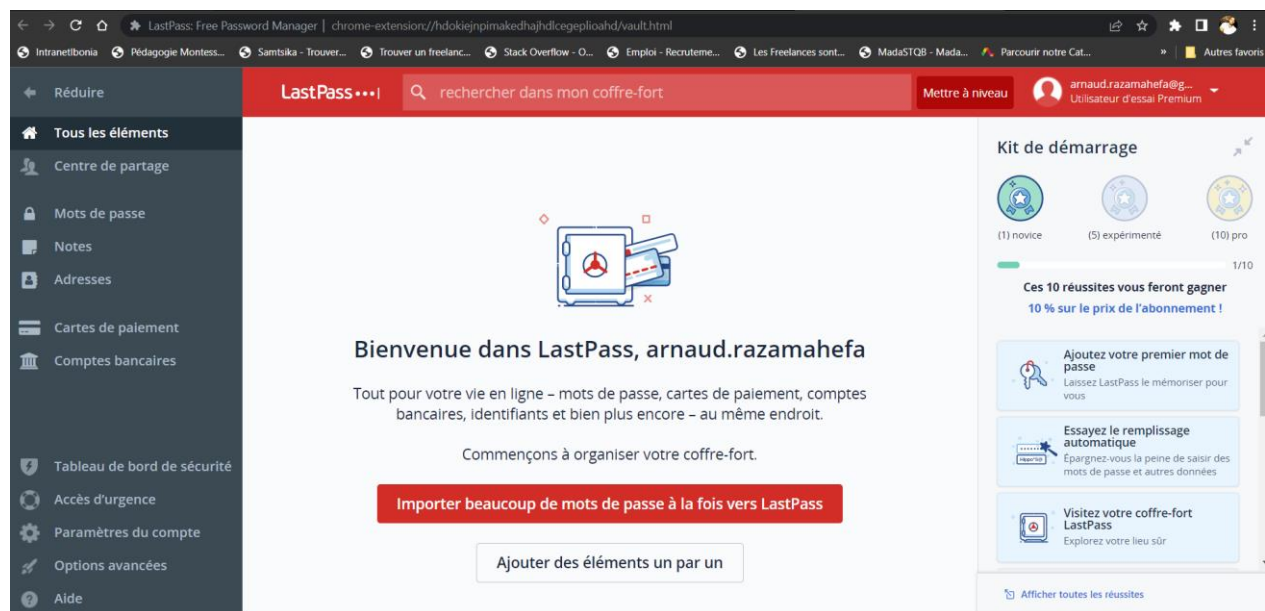 LastPass: Free Password Manager | chrome-extension://hdokiejnpimakedhajhdlcegeplioahd/vault.html
Intranetlbonia Pédagogie Montess... Samtsika - Trouver... Trouver un freelanc... Stack Overflow - O... Emploi - Recruteme... Les Freelances sont... MadaSTQB - Mada... Parcourir notre Cat... » Autres favoris
Réduire
LastPass •••|
rechercher dans mon coffre-fort
Mettre à niveau
arnaud.razamahefa@g...
Utilisateur d'essai Premium
Tous les éléments
Centre de partage
Mots de passe
Notes
Adresses
Cartes de paiement
Comptes bancaires
Tableau de bord de sécurité
Accès d'urgence
Paramètres du compte
Options avancées
Aide
Bienvenue dans LastPass, arnaud.razamahefa
Tout pour votre vie en ligne – mots de passe, cartes de paiement, comptes
bancaires, identifiants et bien plus encore – au même endroit.
Commençons à organiser votre coffre-fort.
Importer beaucoup de mots de passe à la fois vers LastPass
Ajouter des éléments un par un
Kit de démarrage
(1) novice (5) expérimenté (10) pro
1/10
Ces 10 réussites vous feront gagner
10 % sur le prix de l'abonnement !
Ajoutez votre premier mot de
passe
Laissez LastPass le mémoriser pour
vous
Essayez le remplissage
automatique
Épargnez-vous la peine de saisir des
mots de passe et autres données
Visitez votre coffre-fort
LastPass
Explorez votre lieu sûr
Afficher toutes les réussites